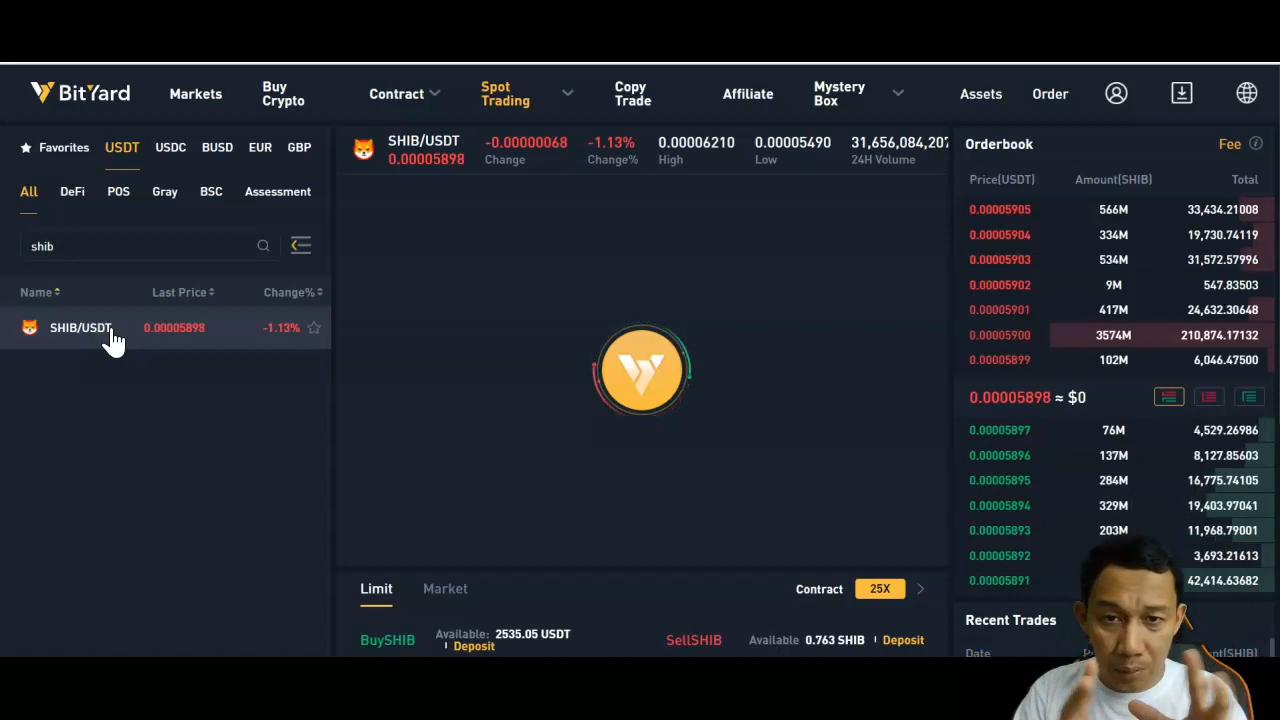 BitYard
Markets
Buy
Crypto
Contract
Spot
Trading
Copy
Trade
Affiliate
Mystery
Box
Assets
Order
Favorites USDT USDC BUSD EUR GBP
All DeFi POS Gray BSC Assessment
shib
Name Last Price Change%
SHIB/USDT 0.00005898 -1.13%
SHIB/USDT -0.00000068 -1.13% 0.00006210 0.00005490 31,656,084,207
0.00005898 Change Change% High Low 24H Volume
Limit Market Contract 25X
BuySHIB Available: 2535.05 USDT
Deposit
SellSHIB Available 0.763 SHIB Deposit
Orderbook Fee
Price(USDT) Amount(SHIB) Total
0.00005905 566M 33,434.21008
0.00005904 334M 19,730.74119
0.00005903 534M 31,572.57996
0.00005902 9M 547.83503
0.00005901 417M 24,632.30648
0.00005900 3574M 210,874.17132
0.00005899 102M 6,046.47500
0.00005898 ≈ $0
0.00005897 76M 4,529.26986
0.00005896 137M 8,127.85603
0.00005895 284M 16,775.74105
0.00005894 329M 19,403.97041
0.00005893 203M 11,968.79001
0.00005892 3,693.21613
0.00005891 42,414.63682
Recent Trades
Date